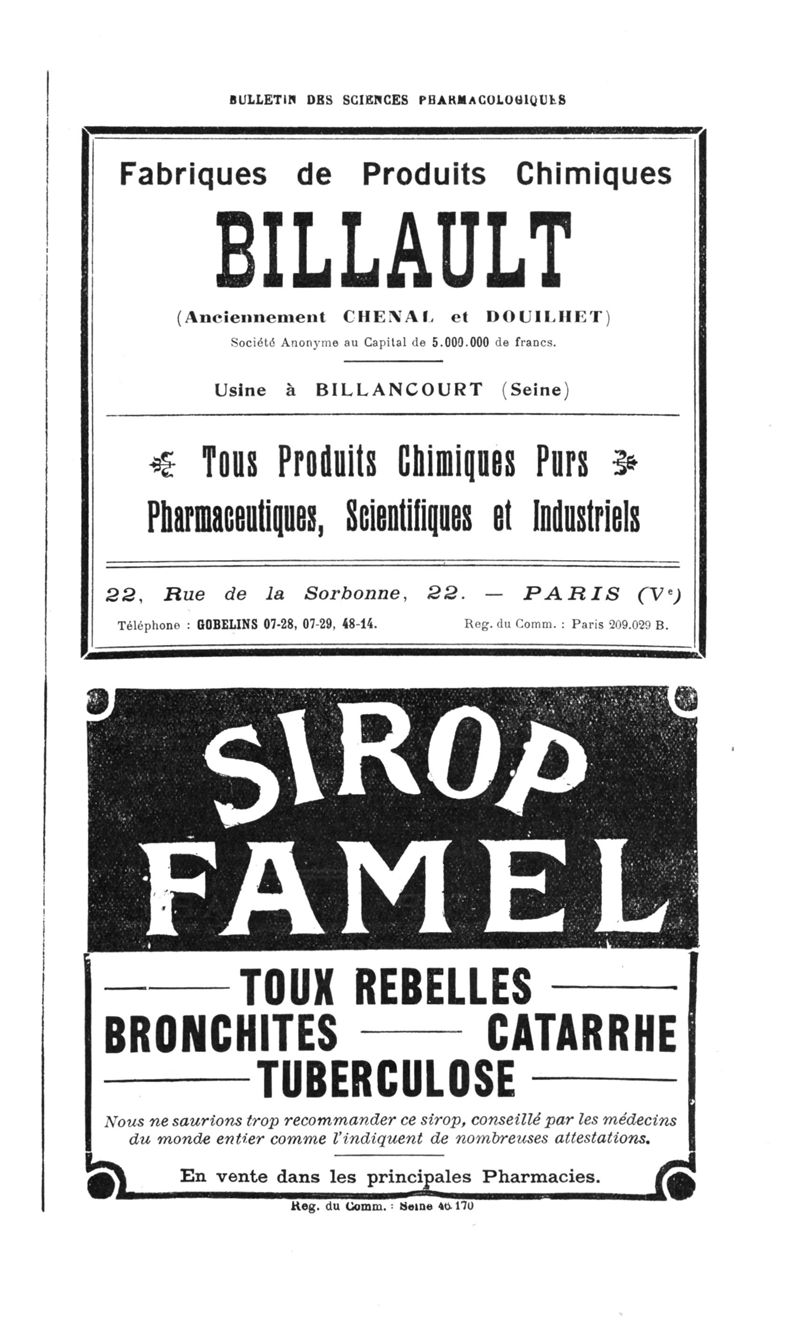 BULLETIN DES SCIENCES PHARMACOLOGIQUES
Fabriques de Produits Chimiques
BILLAULT
(Anciennement CHENAL et DOUILHET)
Société Anonyme au Capital de 5.000.000 de francs.
Usine à BILLANCOURT (Seine)
Tous Produits Chimiques Purs
Pharmaceutiques, Scientifiques et Industriels
22, Rue de la Sorbonne, 22. — PARIS (Ve)
Téléphone : GOBELINS 07-28, 07-29, 48-14. Reg. du Comm. : Paris 209.029 B.
SIROP
FAMEL
TOUX REBELLES
BRONCHITES — CATARRHE
TUBERCULOSE
Nous ne saurions trop recommander ce sirop, conseillé par les médecins
du monde entier comme l'indiquent de nombreuses attestations.
En vente dans les principales Pharmacies.
Reg. du Comm. : Seine 46.170